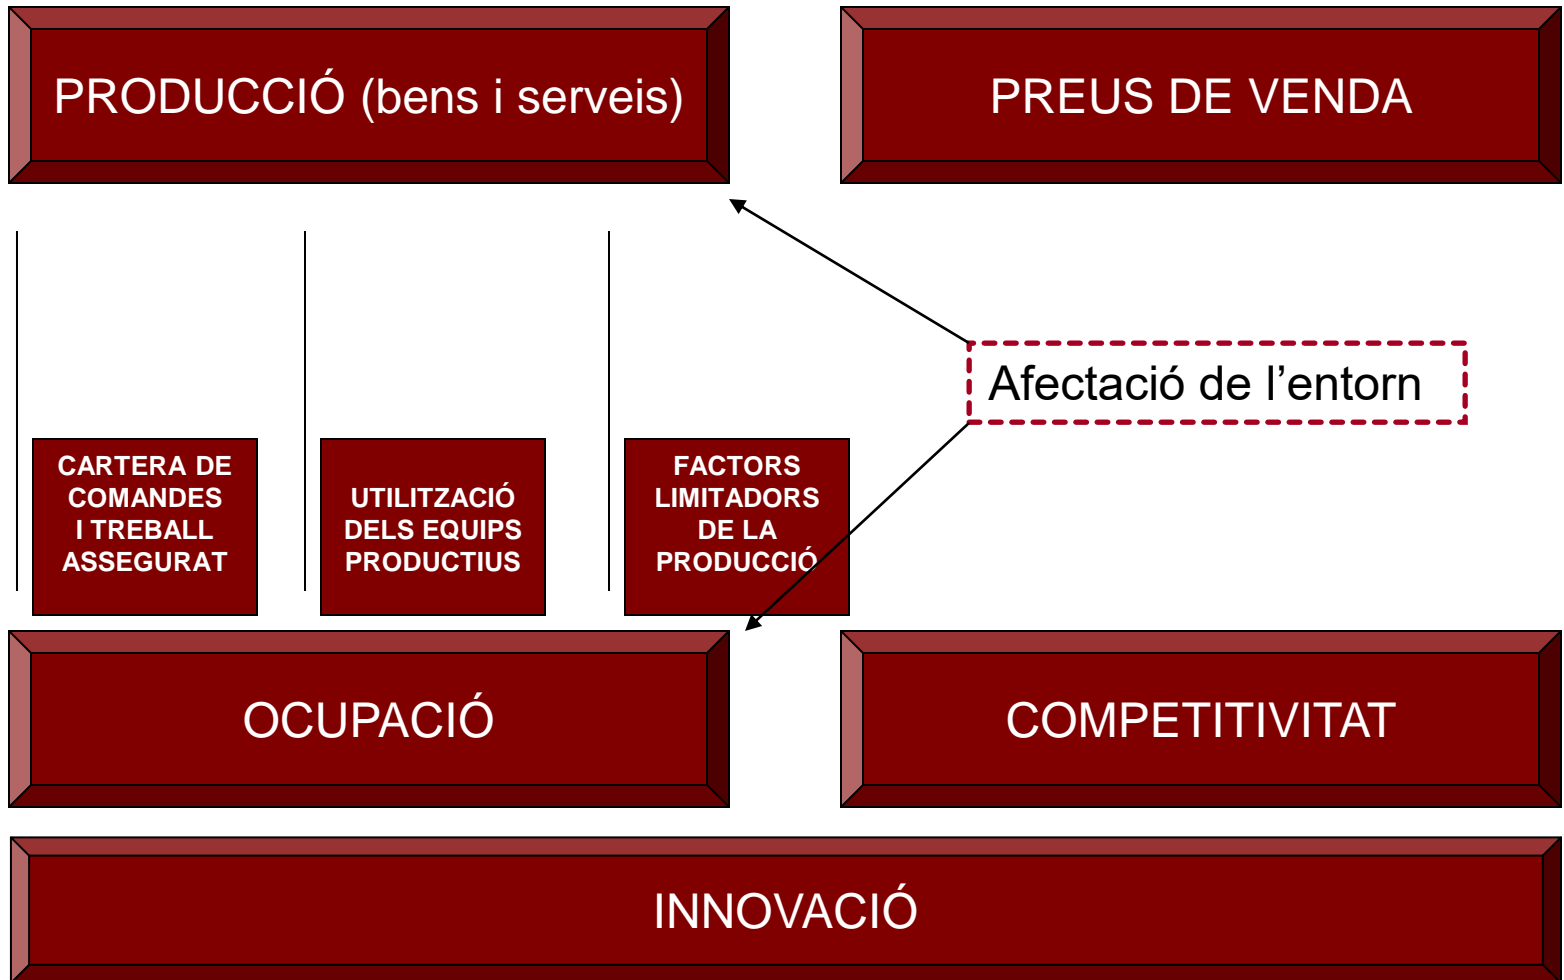 PRODUCCIÓ (bens i serveis)
PREUS DE VENDA
Afectació de l’entorn
CARTERA DE
COMANDES
I TREBALL
ASSEGURAT
UTILITZACIÓ
DELS EQUIPS
PRODUCTIUS
FACTORS
LIMITADORS
DE LA
PRODUCCIÓ
OCUPACIÓ
COMPETITIVITAT
INNOVACIÓ